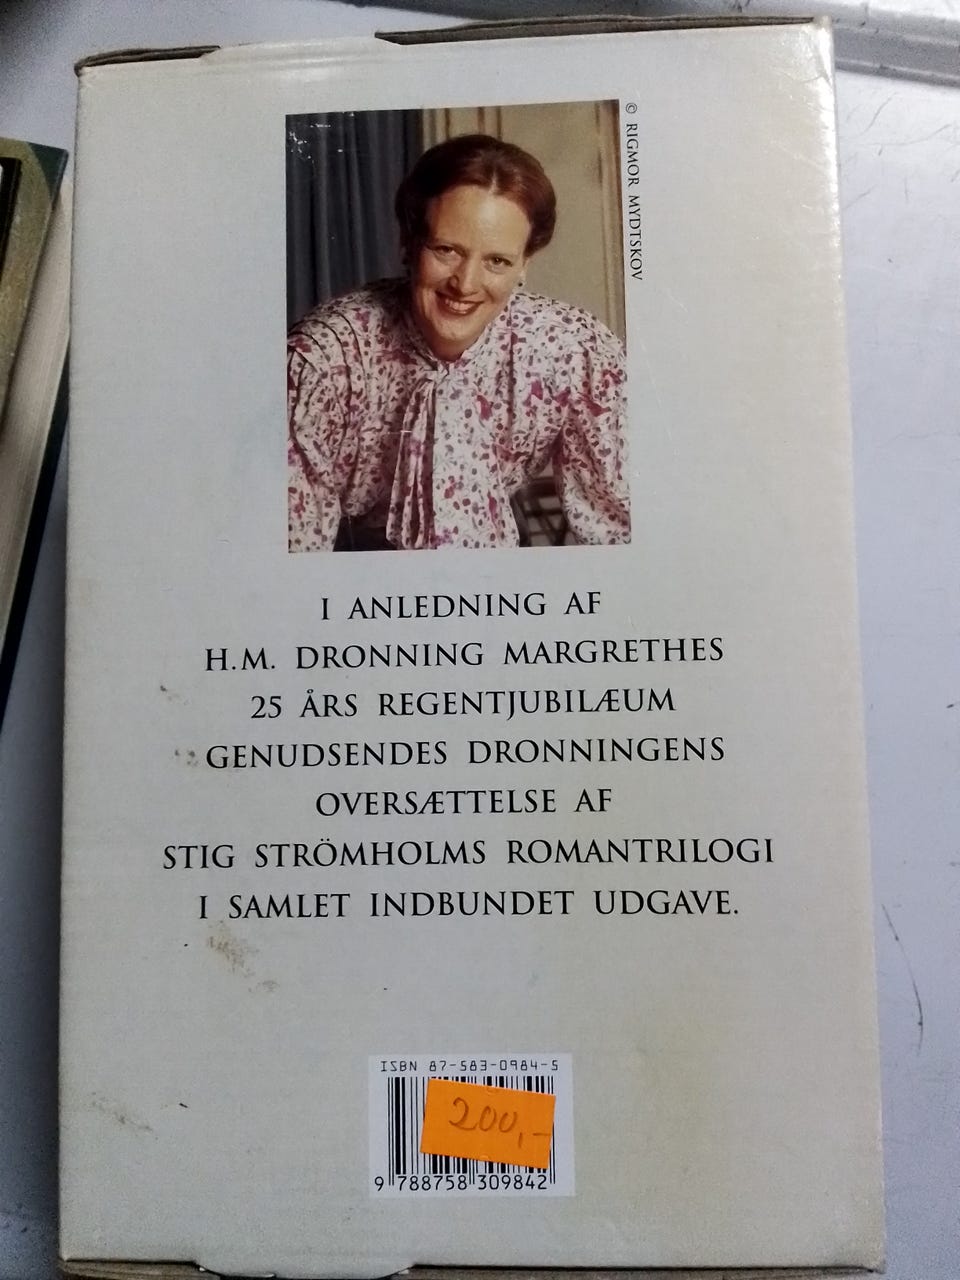 © RIGMOR MYDTSKOV
I ANLEDNING AF
H.M. DRONNING MARGRETHES
25 ÅRS REGENTJUBILÆUM
GENUDSENDES DRONNINGENS
OVERSÆTTELSE AF
STIG STRÖMHOLMS ROMANTRILOGI
I SAMLET INDBUNDET UDGAVE.
ISBN 87-583-0984-5
200,-
9 788758 309842